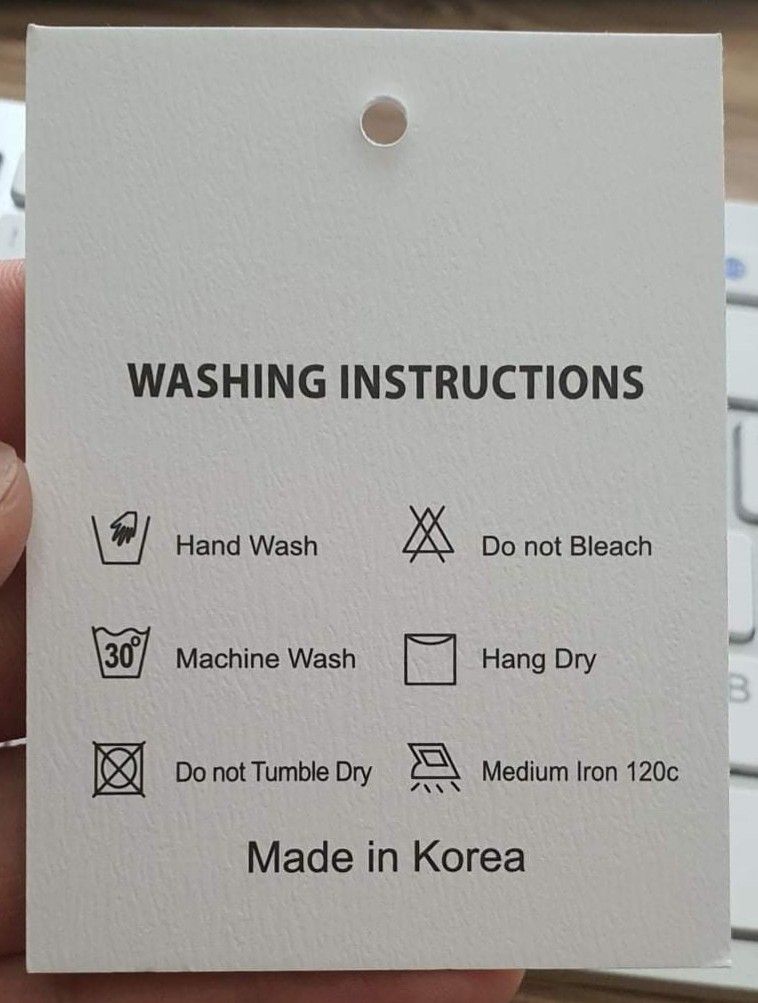 WASHING INSTRUCTIONS
Hand Wash
Do not Bleach
30° Machine Wash
Hang Dry
Do not Tumble Dry
Medium Iron 120c
Made in Korea
B